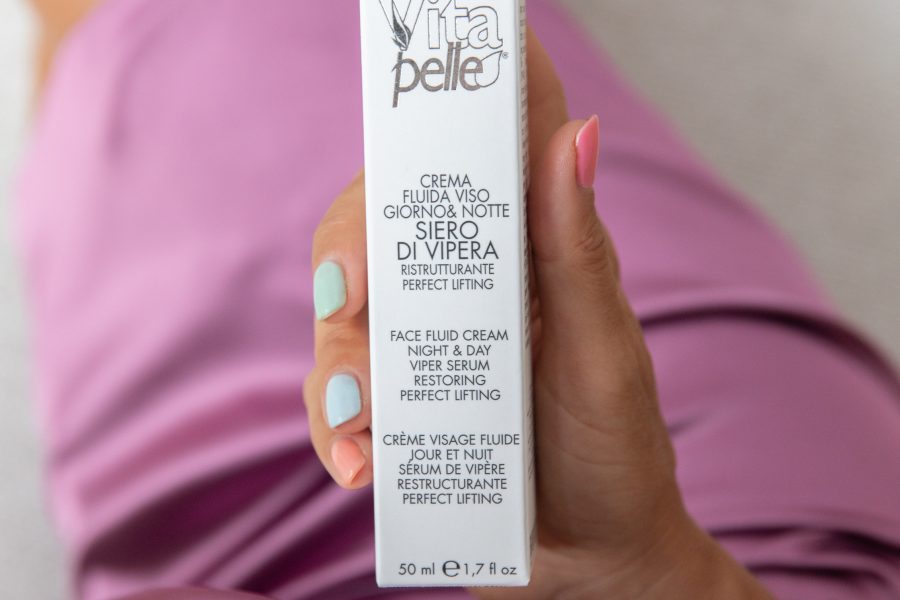 Vita
pelle®
CREMA
FLUIDA VISO
GIORNO& NOTTE
SIERO
DI VIPERA
RISTRUTTURANTE
PERFECT LIFTING
FACE FLUID CREAM
NIGHT & DAY
VIPER SERUM
RESTORING
PERFECT LIFTING
CRÈME VISAGE FLUIDE
JOUR ET NUIT
SÉRUM DE VIPÈRE
RESTRUCTURANTE
PERFECT LIFTING
50 ml ℮ 1,7 fl oz